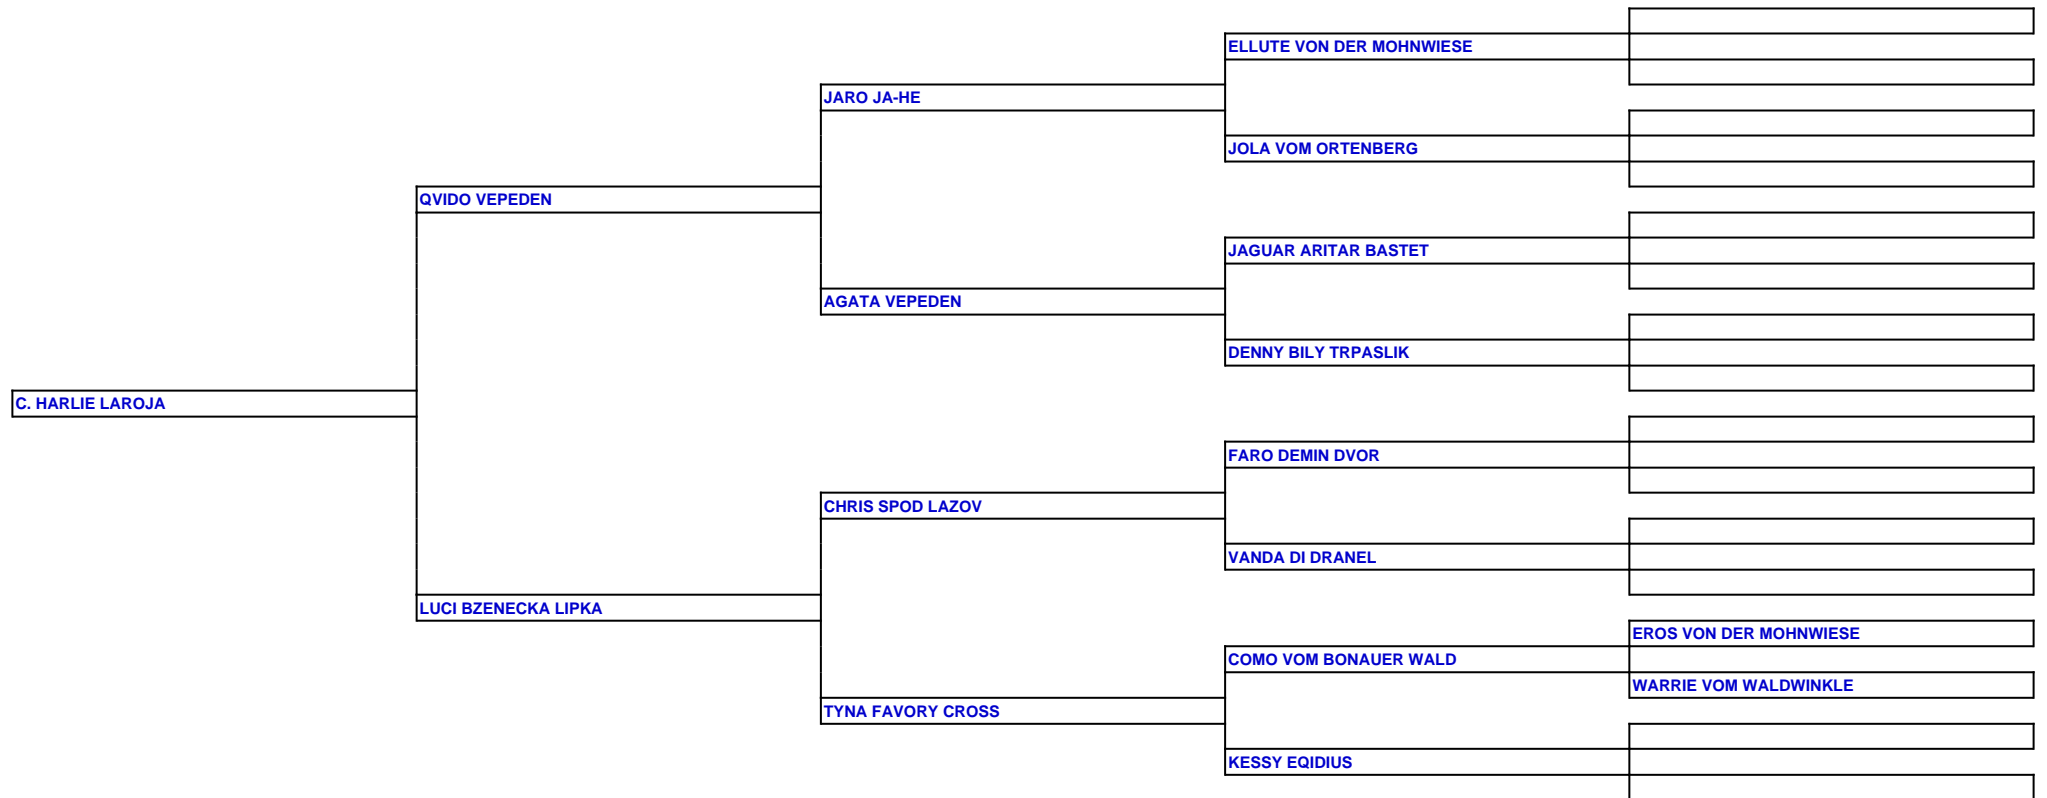 ELLUTE VON DER MOHNWIESE
JARO JA-HE
JOLA VOM ORTENBERG
QVIDO VEPEDEN
JAGUAR ARITAR BASTET
AGATA VEPEDEN
DENNY BILY TRPASLIK
C. HARLIE LAROJA
FARO DEMIN DVOR
CHRIS SPOD LAZOV
VANDA DI DRANEL
LUCI BZENECKA LIPKA
EROS VON DER MOHNWIESE
COMO VOM BONAUER WALD
WARRIE VOM WALDWINKLE
TYNA FAVORY CROSS
KESSY EQIDIUS